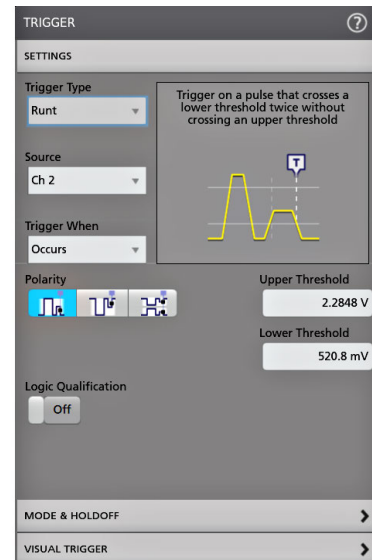 TRIGGER
?
SETTINGS
Trigger Type
Runt
Trigger on a pulse that crosses a
lower threshold twice without
crossing an upper threshold
T
Source
Ch 2
Trigger When
Occurs
Polarity
Upper Threshold
2.2848 V
Lower Threshold
520.8 mV
Logic Qualification
Off
MODE & HOLDOFF
VISUAL TRIGGER